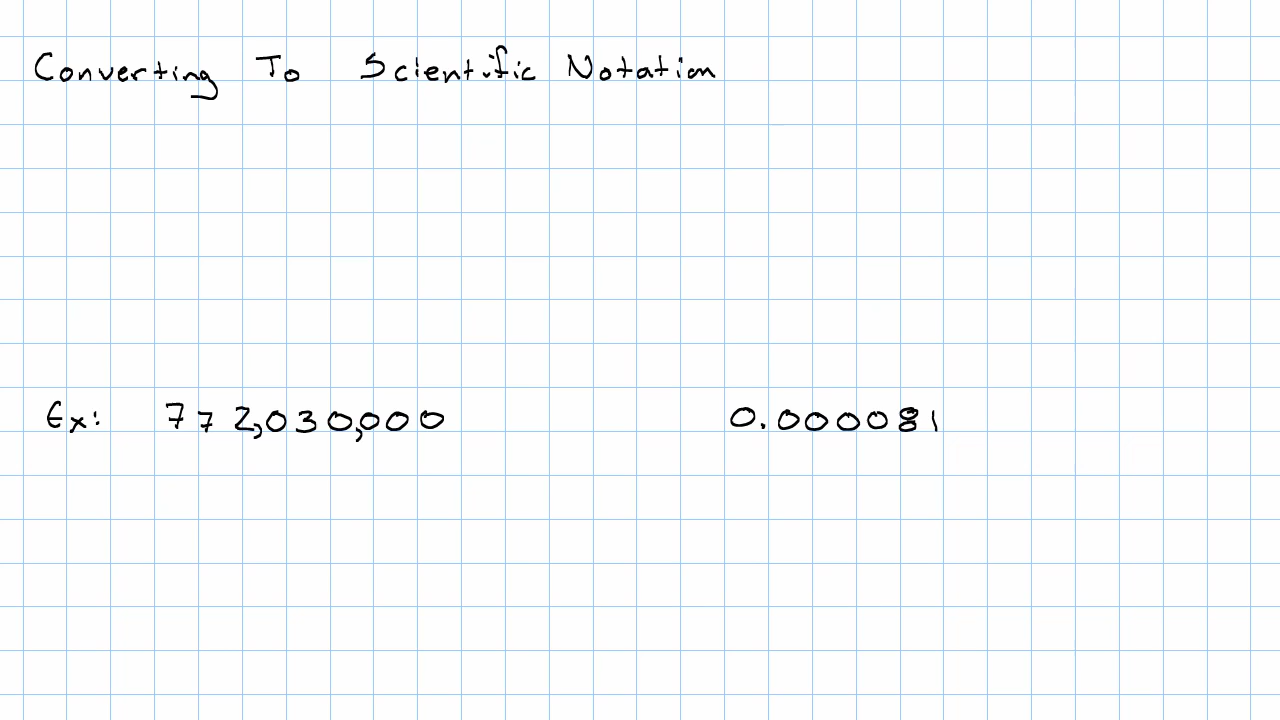 Converting To Scientific Notation
Ex: 772,030,000 0.000081